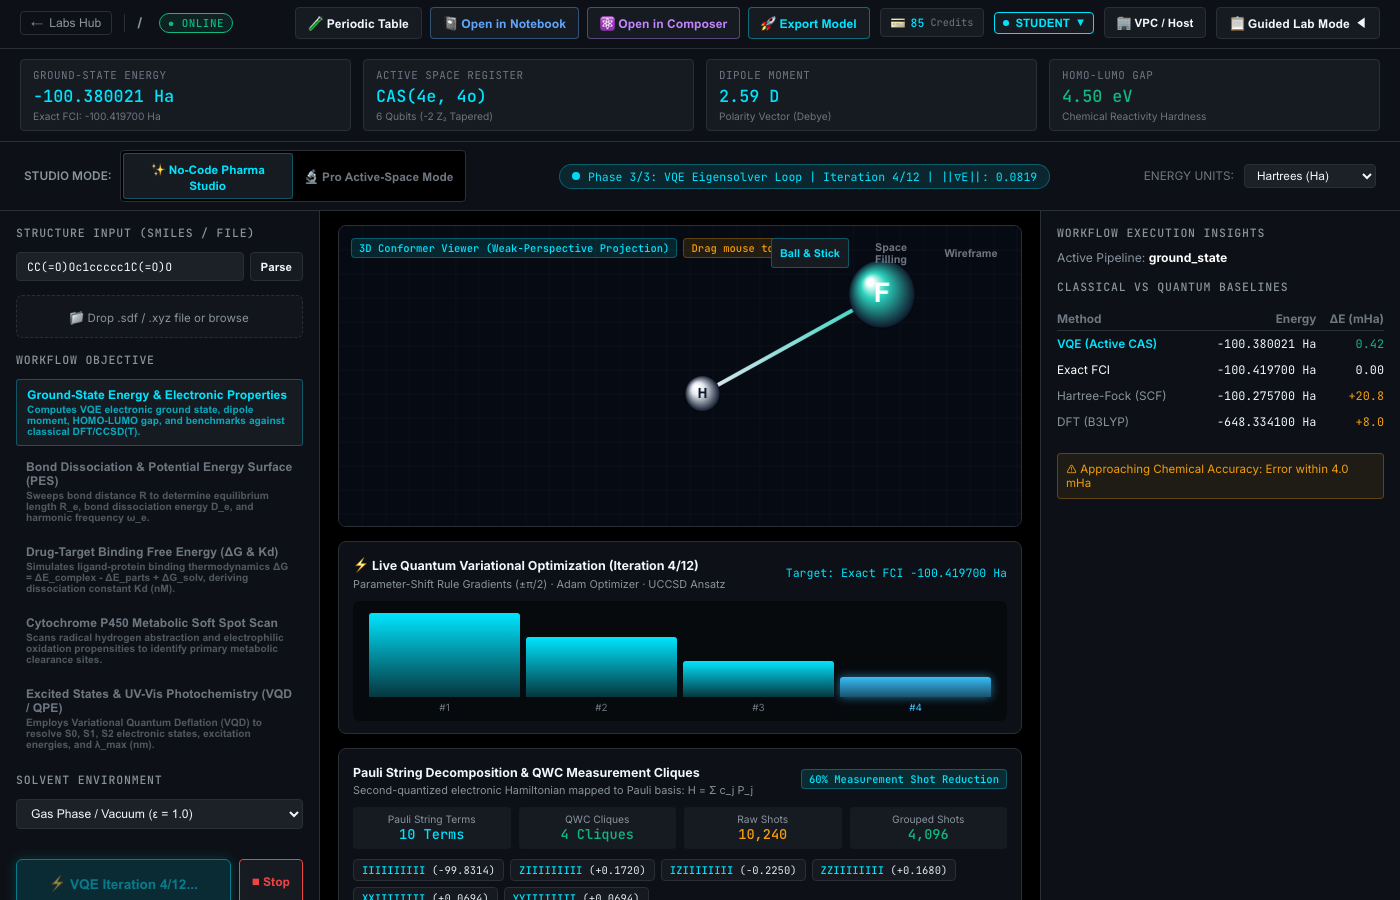 ← Labs Hub
/
ONLINE
Periodic Table
Open in Notebook
Open in Composer
Export Model
85 Credits
STUDENT ▼
VPC / Host
Guided Lab Mode ◀
GROUND-STATE ENERGY
-100.380021 Ha
Exact FCI: -100.419700 Ha
ACTIVE SPACE REGISTER
CAS(4e, 4o)
6 Qubits (-2 Z₂ Tapered)
DIPOLE MOMENT
2.59 D
Polarity Vector (Debye)
HOMO-LUMO GAP
4.50 eV
Chemical Reactivity Hardness
STUDIO MODE:
✨ No-Code Pharma
Studio
🔬 Pro Active-Space Mode
Phase 3/3: VQE Eigensolver Loop | Iteration 4/12 | ||∇E||: 0.0819
ENERGY UNITS:
Hartrees (Ha)
STRUCTURE INPUT (SMILES / FILE)
CC(=O)Oc1ccccc1C(=O)O
Parse
Drop .sdf / .xyz file or browse
WORKFLOW OBJECTIVE
Ground-State Energy & Electronic Properties
Computes VQE electronic ground state, dipole
moment, HOMO-LUMO gap, and benchmarks against
classical DFT/CCSD(T).
Bond Dissociation & Potential Energy Surface
(PES)
Sweeps bond distance R to determine equilibrium
length R_e, bond dissociation energy D_e, and
harmonic frequency ω_e.
Drug-Target Binding Free Energy (ΔG & Kd)
Simulates ligand-protein binding thermodynamics ΔG
= ΔE_complex - ΔE_parts + ΔG_solv, deriving
dissociation constant Kd (nM).
Cytochrome P450 Metabolic Soft Spot Scan
Scans radical hydrogen abstraction and electrophilic
oxidation propensities to identify primary metabolic
clearance sites.
Excited States & UV-Vis Photochemistry (VQD
/ QPE)
Employs Variational Quantum Deflation (VQD) to
resolve S0, S1, S2 electronic states, excitation
energies, and λ_max (nm).
SOLVENT ENVIRONMENT
Gas Phase / Vacuum (ε = 1.0)
⚡ VQE Iteration 4/12...
■ Stop
3D Conformer Viewer (Weak-Perspective Projection)
Drag mouse to
Ball & Stick
Space
Filling
Wireframe
F
H
⚡ Live Quantum Variational Optimization (Iteration 4/12)
Parameter-Shift Rule Gradients (±π/2) · Adam Optimizer · UCCSD Ansatz
Target: Exact FCI -100.419700 Ha
#1
#2
#3
#4
Pauli String Decomposition & QWC Measurement Cliques
Second-quantized electronic Hamiltonian mapped to Pauli basis: H = Σ c_j P_j
60% Measurement Shot Reduction
Pauli String Terms
10 Terms
QWC Cliques
4 Cliques
Raw Shots
10,240
Grouped Shots
4,096
IIIIIIIIII (-99.8314)
ZIIIIIIIII (+0.1720)
IZIIIIIIII (-0.2250)
ZZIIIIIIII (+0.1680)
XXIIIIIIII (+0.0694)
YYIIIIIIII (+0.0694)
WORKFLOW EXECUTION INSIGHTS
Active Pipeline: ground_state
CLASSICAL VS QUANTUM BASELINES
Method Energy ΔE (mHa)
VQE (Active CAS) -100.380021 Ha 0.42
Exact FCI -100.419700 Ha 0.00
Hartree-Fock (SCF) -100.275700 Ha +20.8
DFT (B3LYP) -648.334100 Ha +8.0
⚠ Approaching Chemical Accuracy: Error within 4.0
mHa